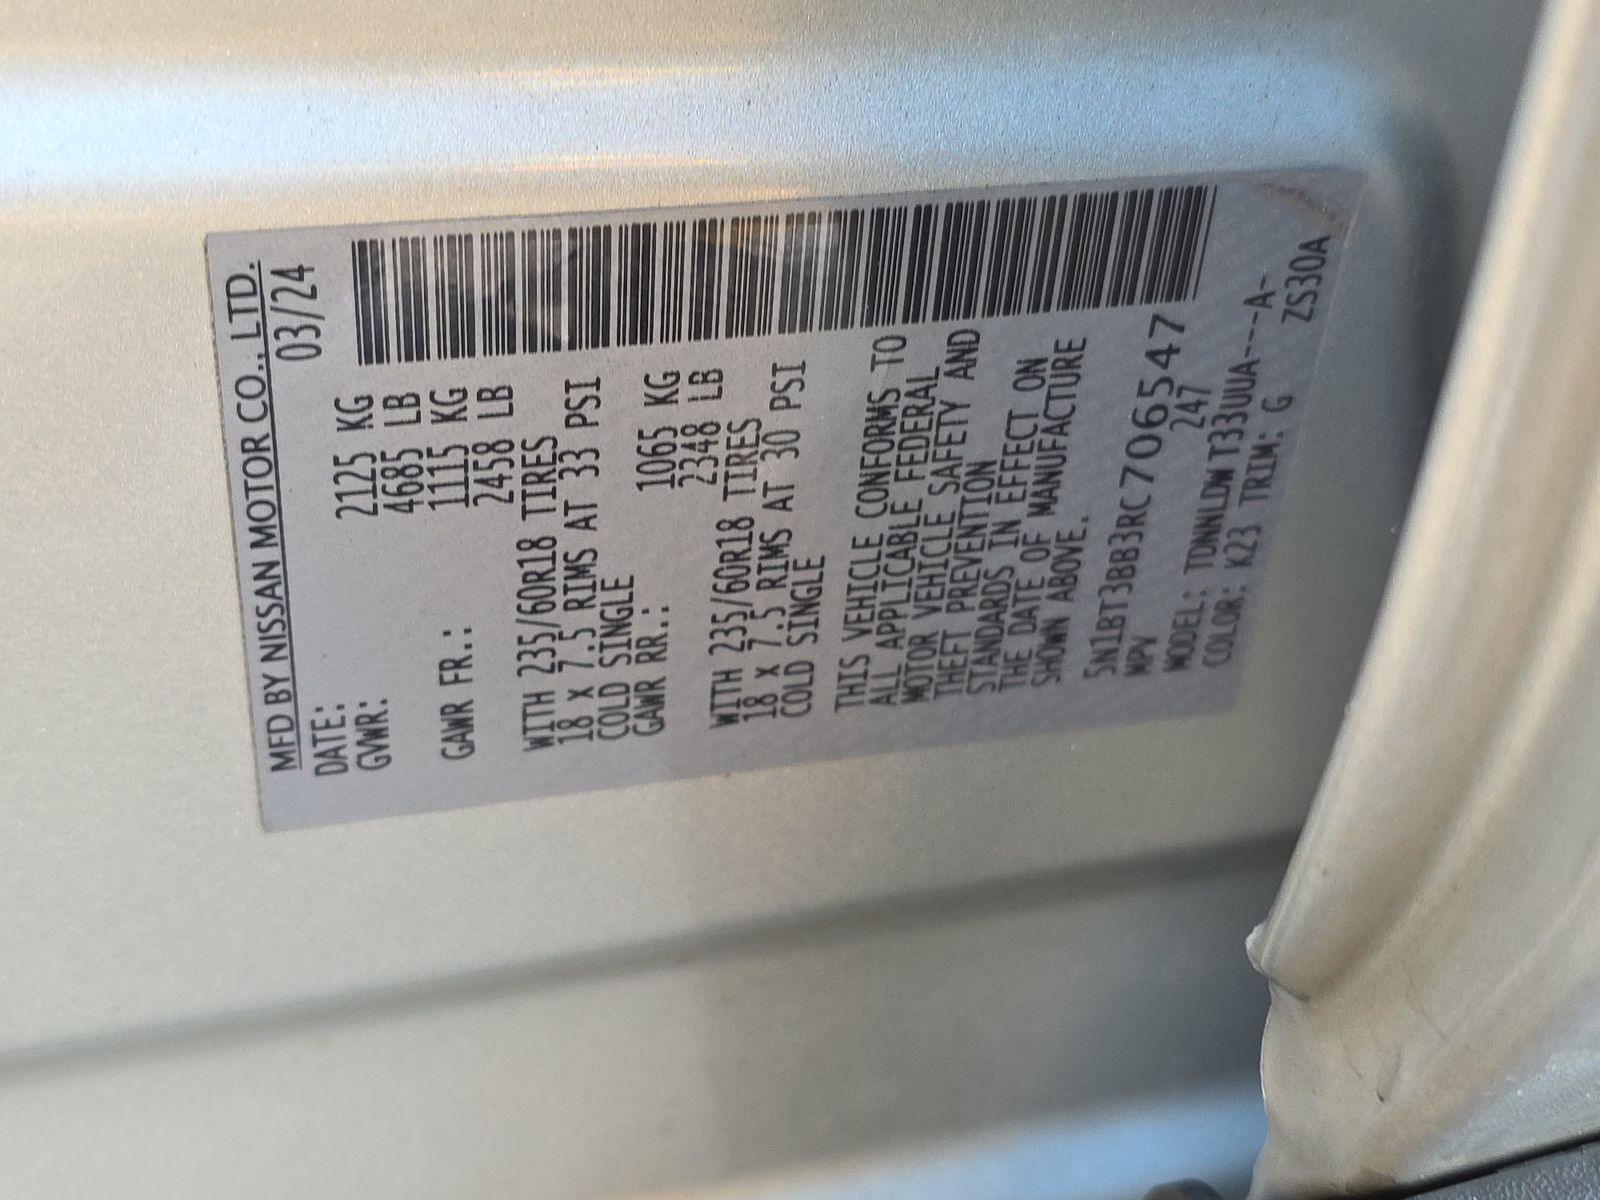 MFD BY NISSAN MOTOR CO., LTD.
DATE: 03/24
GVWR: 2125 KG
4685 LB
GAWR FR.: 1115 KG
2458 LB
WITH 235/60R18 TIRES
18 X 7.5 RIMS AT 33 PSI
COLD SINGLE
GAWR RR.: 1065 KG
2348 LB
WITH 235/60R18 TIRES
18 X 7.5 RIMS AT 30 PSI
COLD SINGLE
THIS VEHICLE CONFORMS TO
ALL APPLICABLE FEDERAL
MOTOR VEHICLE SAFETY AND
THEFT PREVENTION
STANDARDS IN EFFECT ON
THE DATE OF MANUFACTURE
SHOWN ABOVE.
5N1BT3BB3RC706547
MPV 247
MODEL: TDNNLDW T33UUA---A-
COLOR: K23 TRIM: G ZS30A